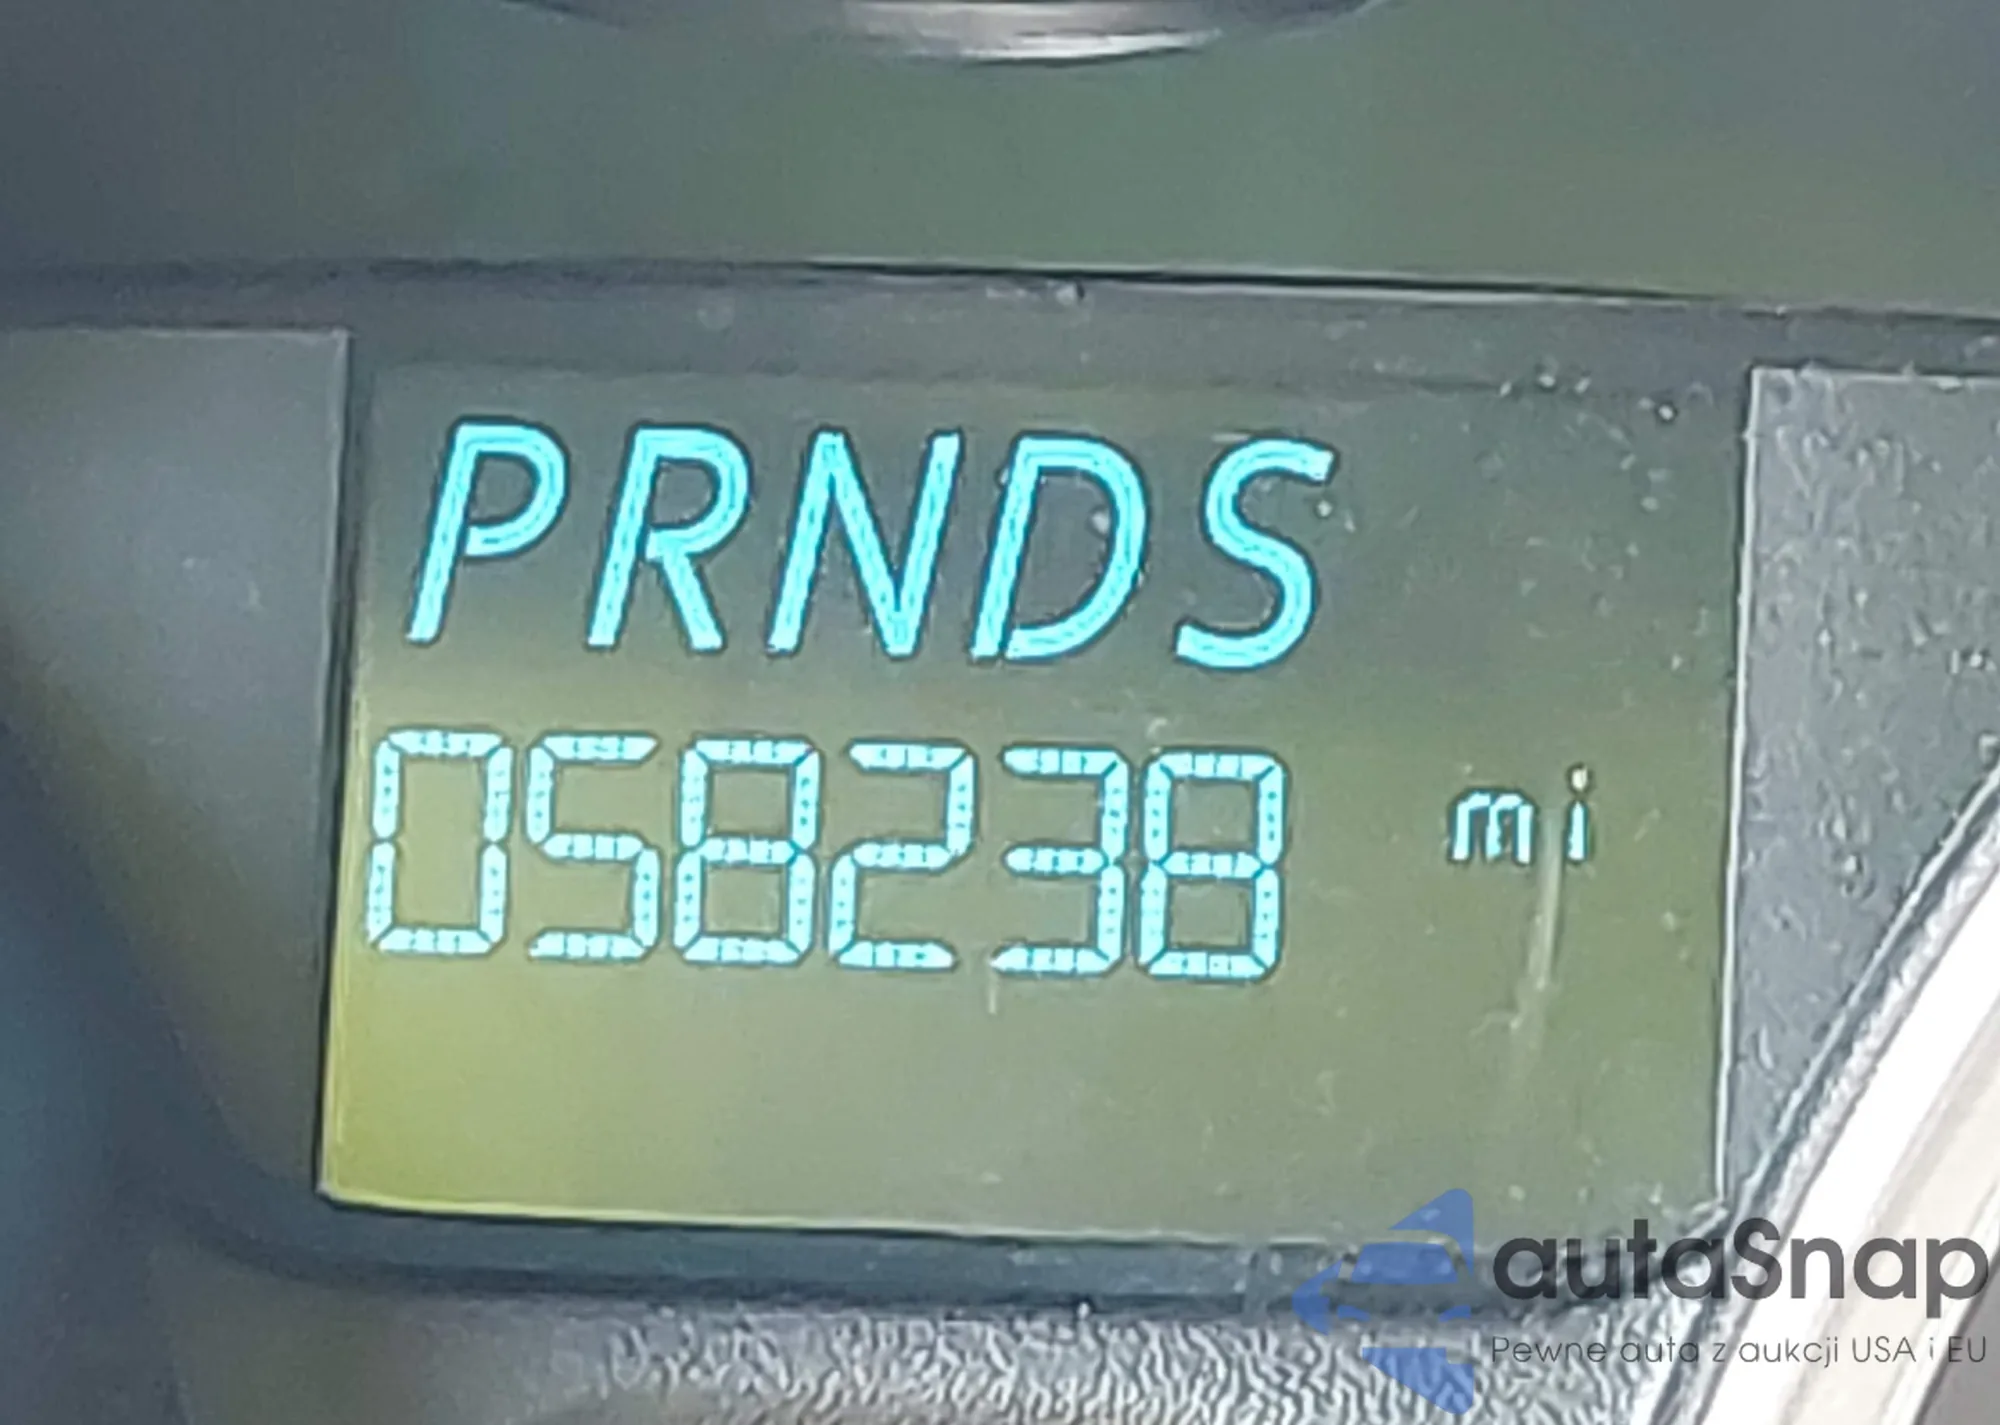 PRNDS
058238 mi
autaSnap
Pewne auta z aukcji USA i EU